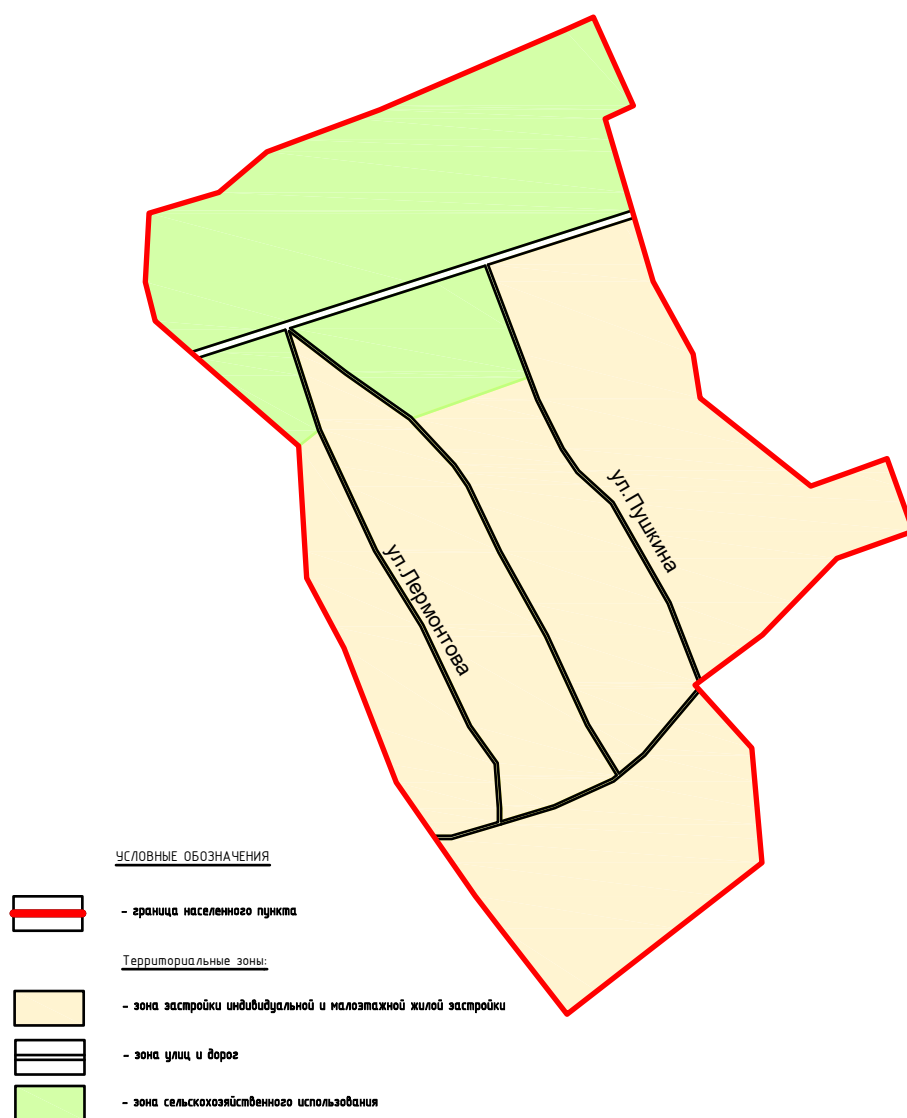 ул.Пушкина
ул.Лермонтова
УСЛОВНЫЕ ОБОЗНАЧЕНИЯ
- граница населенного пункта
Территориальные зоны:
- зона застройки индивидуальной и малоэтажной жилой застройки
- зона улиц и дорог
- зона сельскохозяйственного использования